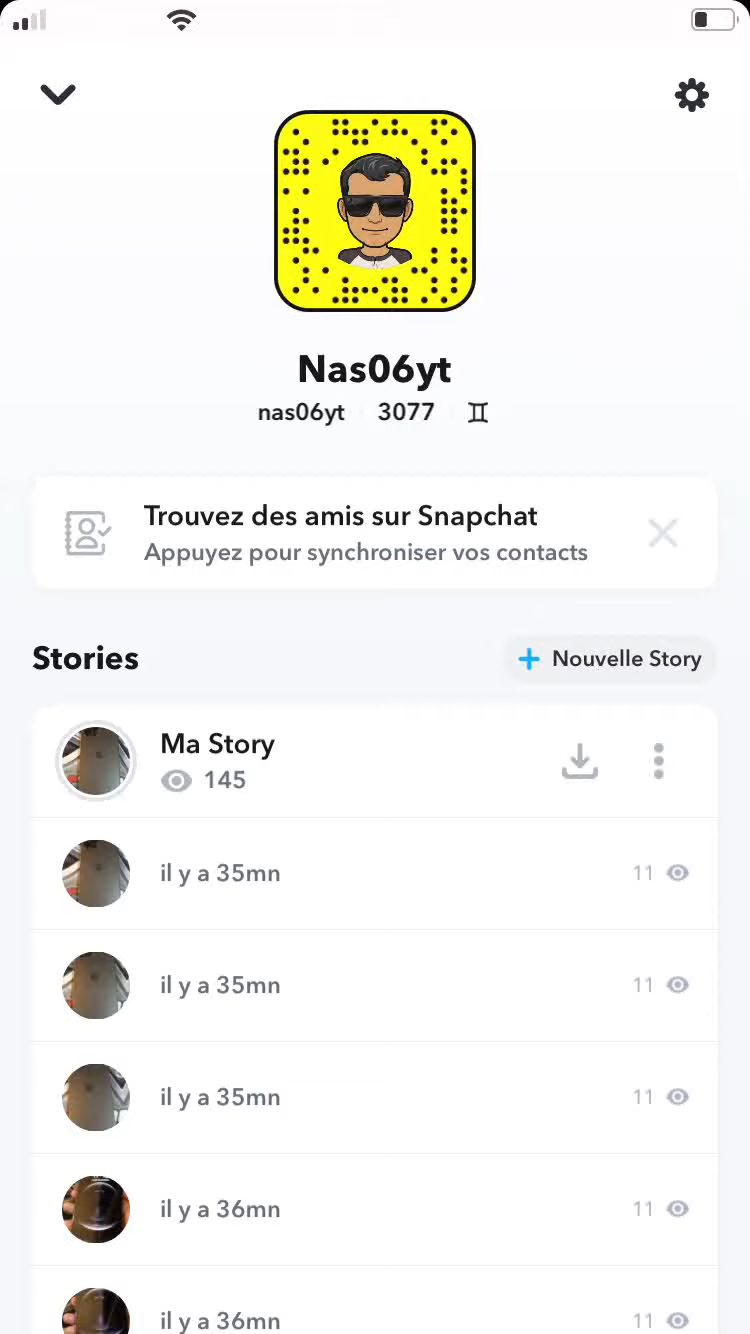 Nas06yt
nas06yt 3077 ♊︎
Trouvez des amis sur Snapchat
Appuyez pour synchroniser vos contacts
Stories
+ Nouvelle Story
Ma Story
145
il y a 35mn 11
il y a 35mn 11
il y a 35mn 11
il y a 36mn 11
il y a 36mn 11